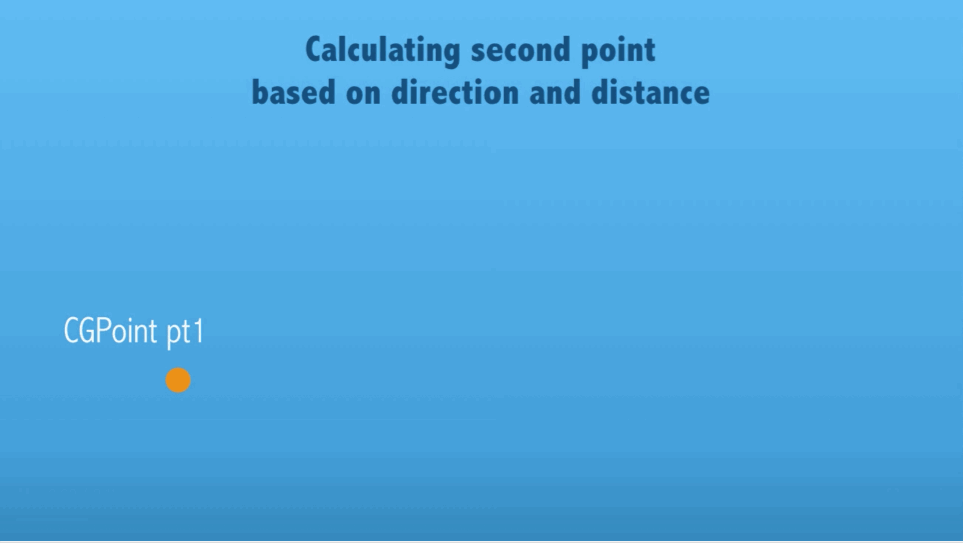 Calculating second point
based on direction and distance
CGPoint pt1